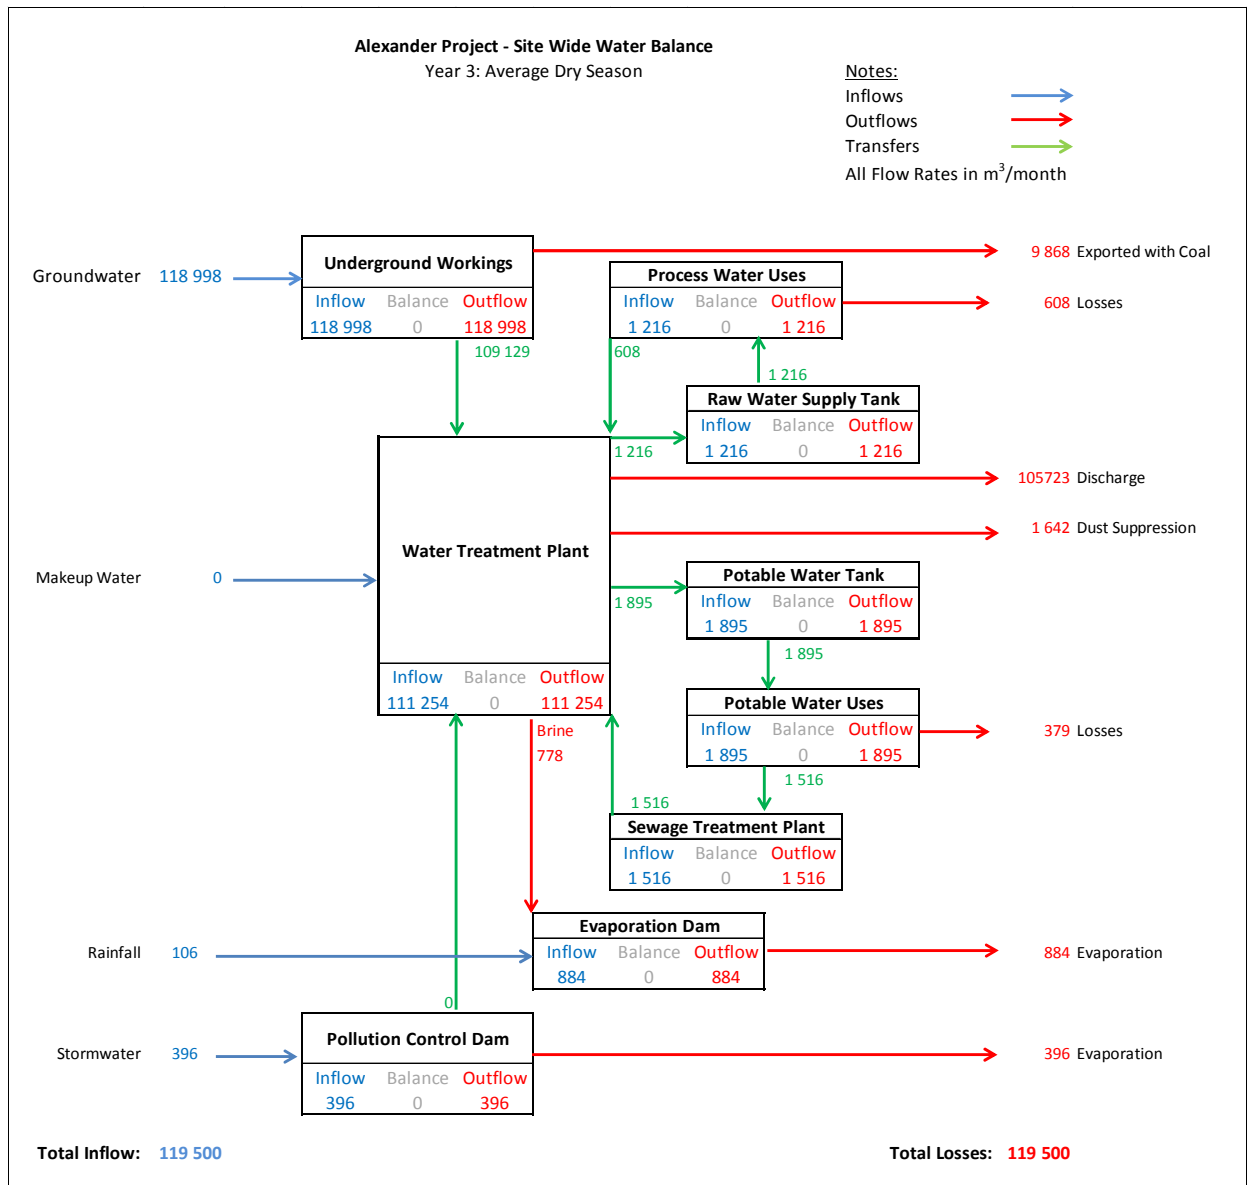 Alexander Project - Site Wide Water Balance
Year 3: Average Dry Season
Notes:
Inflows
Outflows
Transfers
All Flow Rates in m³/month
Groundwater 118 998
Underground Workings
Inflow Balance Outflow
118 998 0 118 998
109 129
9 868 Exported with Coal
Process Water Uses
Inflow Balance Outflow
1 216 0 1 216
608 Losses
608
1 216
Raw Water Supply Tank
Inflow Balance Outflow
1 216 0 1 216
1 216
105723 Discharge
1 642 Dust Suppression
Makeup Water 0
Water Treatment Plant
Inflow Balance Outflow
111 254 0 111 254
1 895
Potable Water Tank
Inflow Balance Outflow
1 895 0 1 895
1 895
Potable Water Uses
Inflow Balance Outflow
1 895 0 1 895
379 Losses
Brine
778
1 516
1 516
Sewage Treatment Plant
Inflow Balance Outflow
1 516 0 1 516
Rainfall 106
Evaporation Dam
Inflow Balance Outflow
884 0 884
884 Evaporation
0
Stormwater 396
Pollution Control Dam
Inflow Balance Outflow
396 0 396
396 Evaporation
Total Inflow: 119 500
Total Losses: 119 500